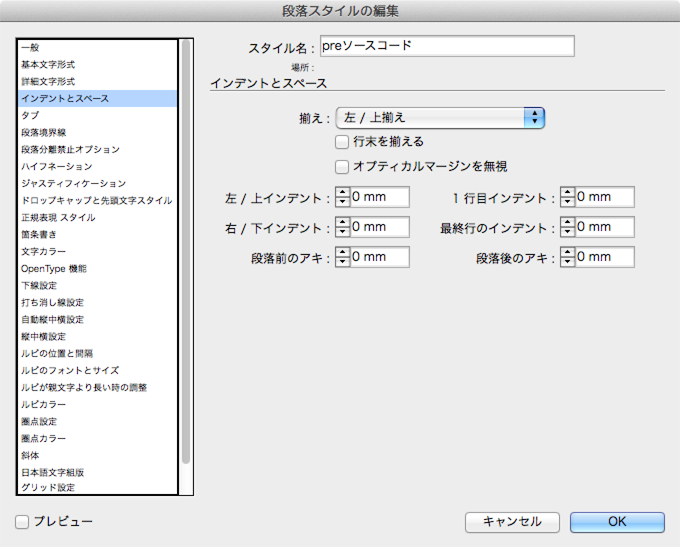 段落スタイルの編集
一般
基本文字形式
詳細文字形式
インデントとスペース
タブ
段落境界線
段落分離禁止オプション
ハイフネーション
ジャスティフィケーション
ドロップキャップと先頭文字スタイル
正規表現 スタイル
箇条書き
文字カラー
OpenType 機能
下線設定
打ち消し線設定
自動縦中横設定
縦中横設定
ルビの位置と間隔
ルビのフォントとサイズ
ルビが親文字より長い時の調整
ルビカラー
圏点設定
圏点カラー
斜体
日本語文字組版
グリッド設定
スタイル名 : preソースコード
場所 :
インデントとスペース
揃え : 左 / 上揃え
行末を揃える
オプティカルマージンを無視
左 / 上インデント : 0 mm 1 行目インデント : 0 mm
右 / 下インデント : 0 mm 最終行のインデント : 0 mm
段落前のアキ : 0 mm 段落後のアキ : 0 mm
プレビュー キャンセル OK